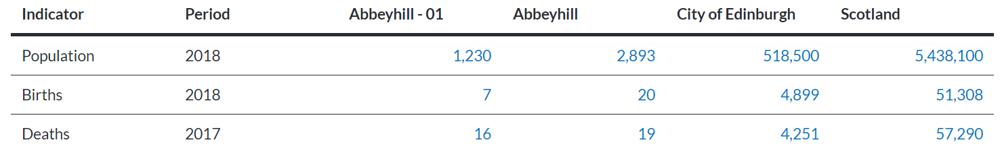 Indicator Period Abbeyhill - 01 Abbeyhill City of Edinburgh Scotland
Population 2018 1,230 2,893 518,500 5,438,100
Births 2018 7 20 4,899 51,308
Deaths 2017 16 19 4,251 57,290